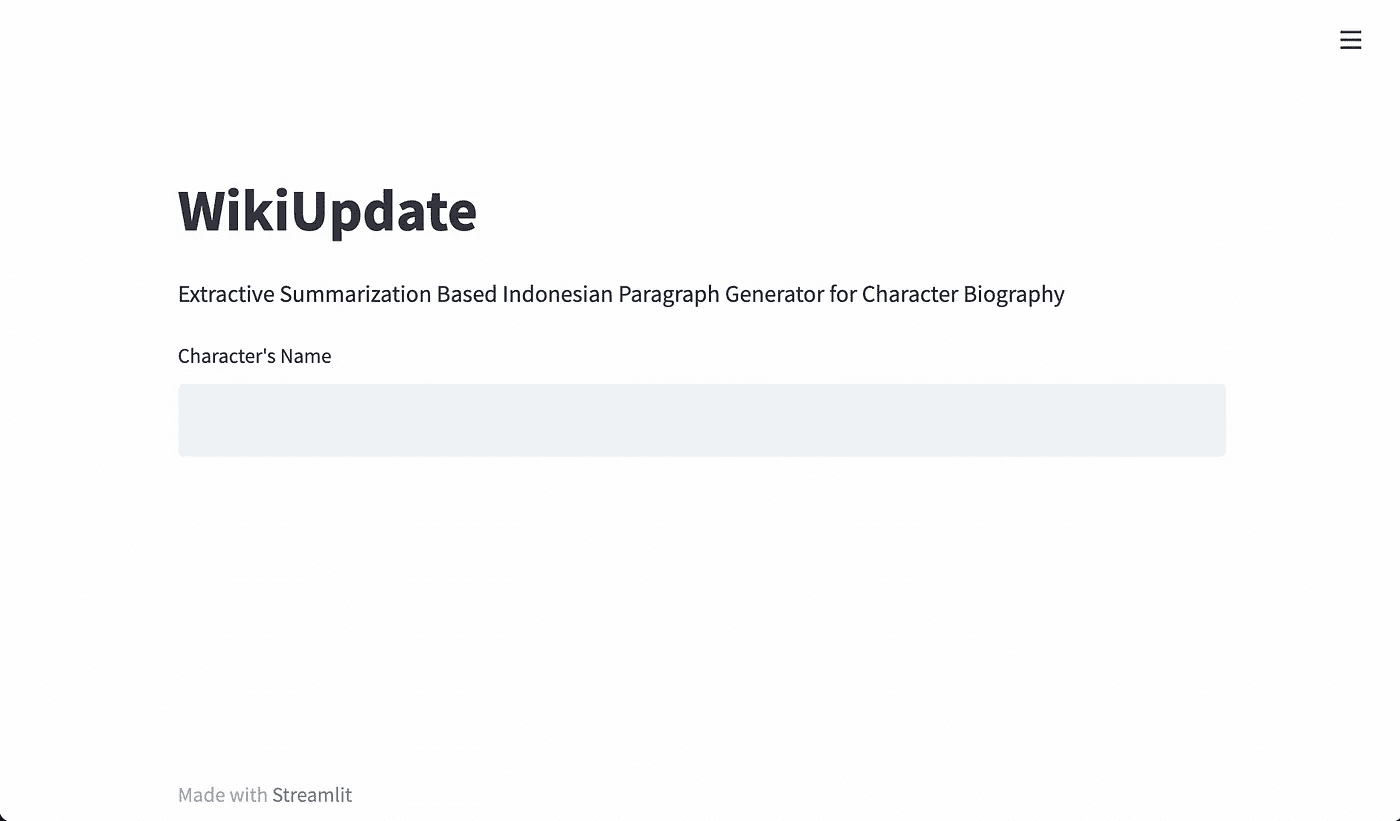 WikiUpdate
Extractive Summarization Based Indonesian Paragraph Generator for Character Biography
Character's Name
Made with Streamlit